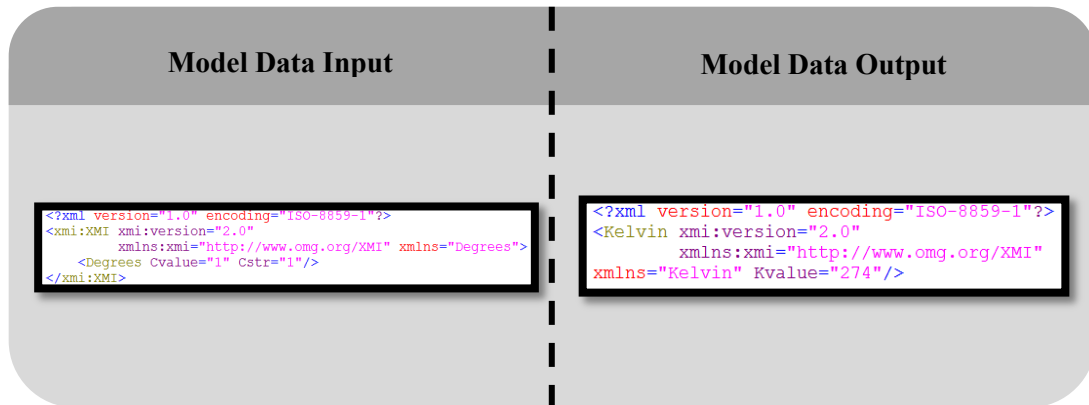 Model Data Input
Model Data Output
<?xml version="1.0" encoding="ISO-8859-1"?>
<xmi:XMI xmi:version="2.0"
xmlns:xmi="http://www.omg.org/XMI" xmlns="Degrees">
<Degrees Cvalue="1" Cstr="1"/>
</xmi:XMI>
<?xml version="1.0" encoding="ISO-8859-1"?>
<Kelvin xmi:version="2.0"
xmlns:xmi="http://www.omg.org/XMI"
xmlns="Kelvin" Kvalue="274"/>